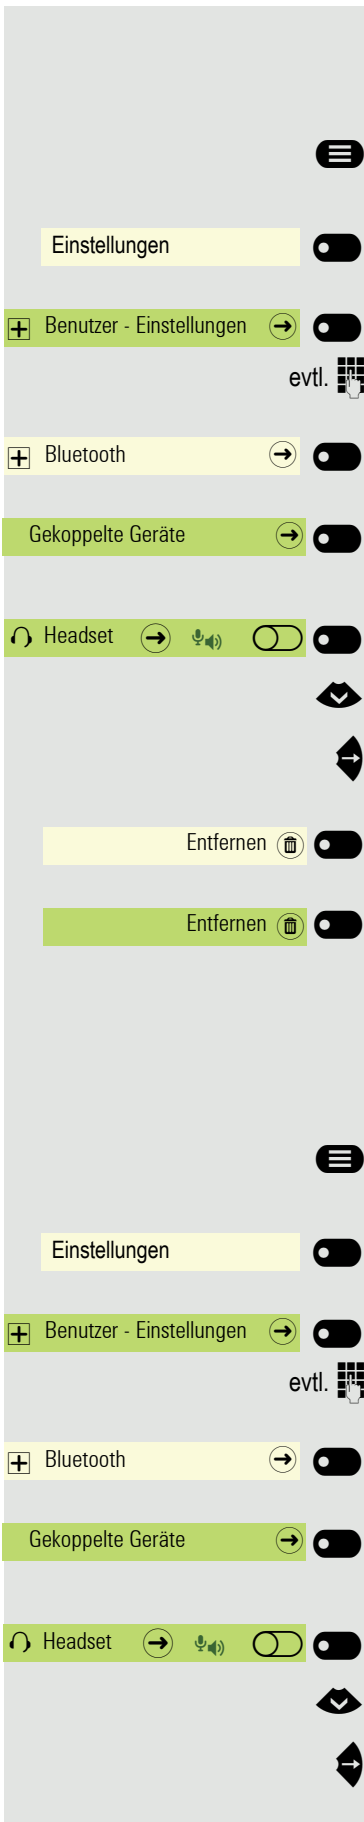 Einstellungen
Benutzer - Einstellungen
evtl.
Bluetooth
Gekoppelte Geräte
Headset
Entfernen
Entfernen
Einstellungen
Benutzer - Einstellungen
evtl.
Bluetooth
Gekoppelte Geräte
Headset